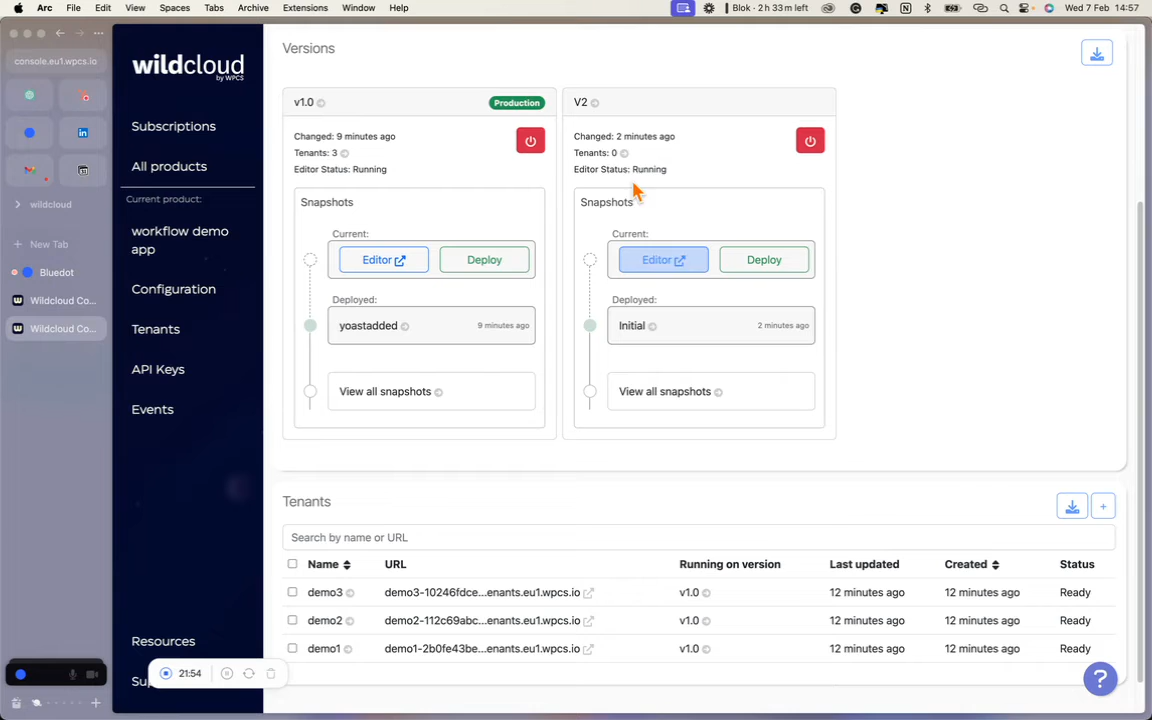 Arc File Edit View Spaces Tabs Archive Extensions Window Help Blok · 2 h 33 m left Wed 7 Feb 14:57
console.eu1.wpcs.io
wildcloud
New Tab
Bluedot
Wildcloud Co...
Wildcloud Co...
wildcloud
by WPCS
Subscriptions
All products
Current product:
workflow demo
app
Configuration
Tenants
API Keys
Events
Resources
Su
21:54
Versions
v1.0 Production
Changed: 9 minutes ago
Tenants: 3
Editor Status: Running
Snapshots
Current:
Editor Deploy
Deployed:
yoastadded 9 minutes ago
View all snapshots
V2
Changed: 2 minutes ago
Tenants: 0
Editor Status: Running
Snapshots
Current:
Editor Deploy
Deployed:
Initial 2 minutes ago
View all snapshots
Tenants
+
Search by name or URL
Name URL Running on version Last updated Created Status
demo3 demo3-10246fdce...enants.eu1.wpcs.io v1.0 12 minutes ago 12 minutes ago Ready
demo2 demo2-112c69abc...enants.eu1.wpcs.io v1.0 12 minutes ago 12 minutes ago Ready
demo1 demo1-2b0fe43be...enants.eu1.wpcs.io v1.0 12 minutes ago 12 minutes ago Ready
?